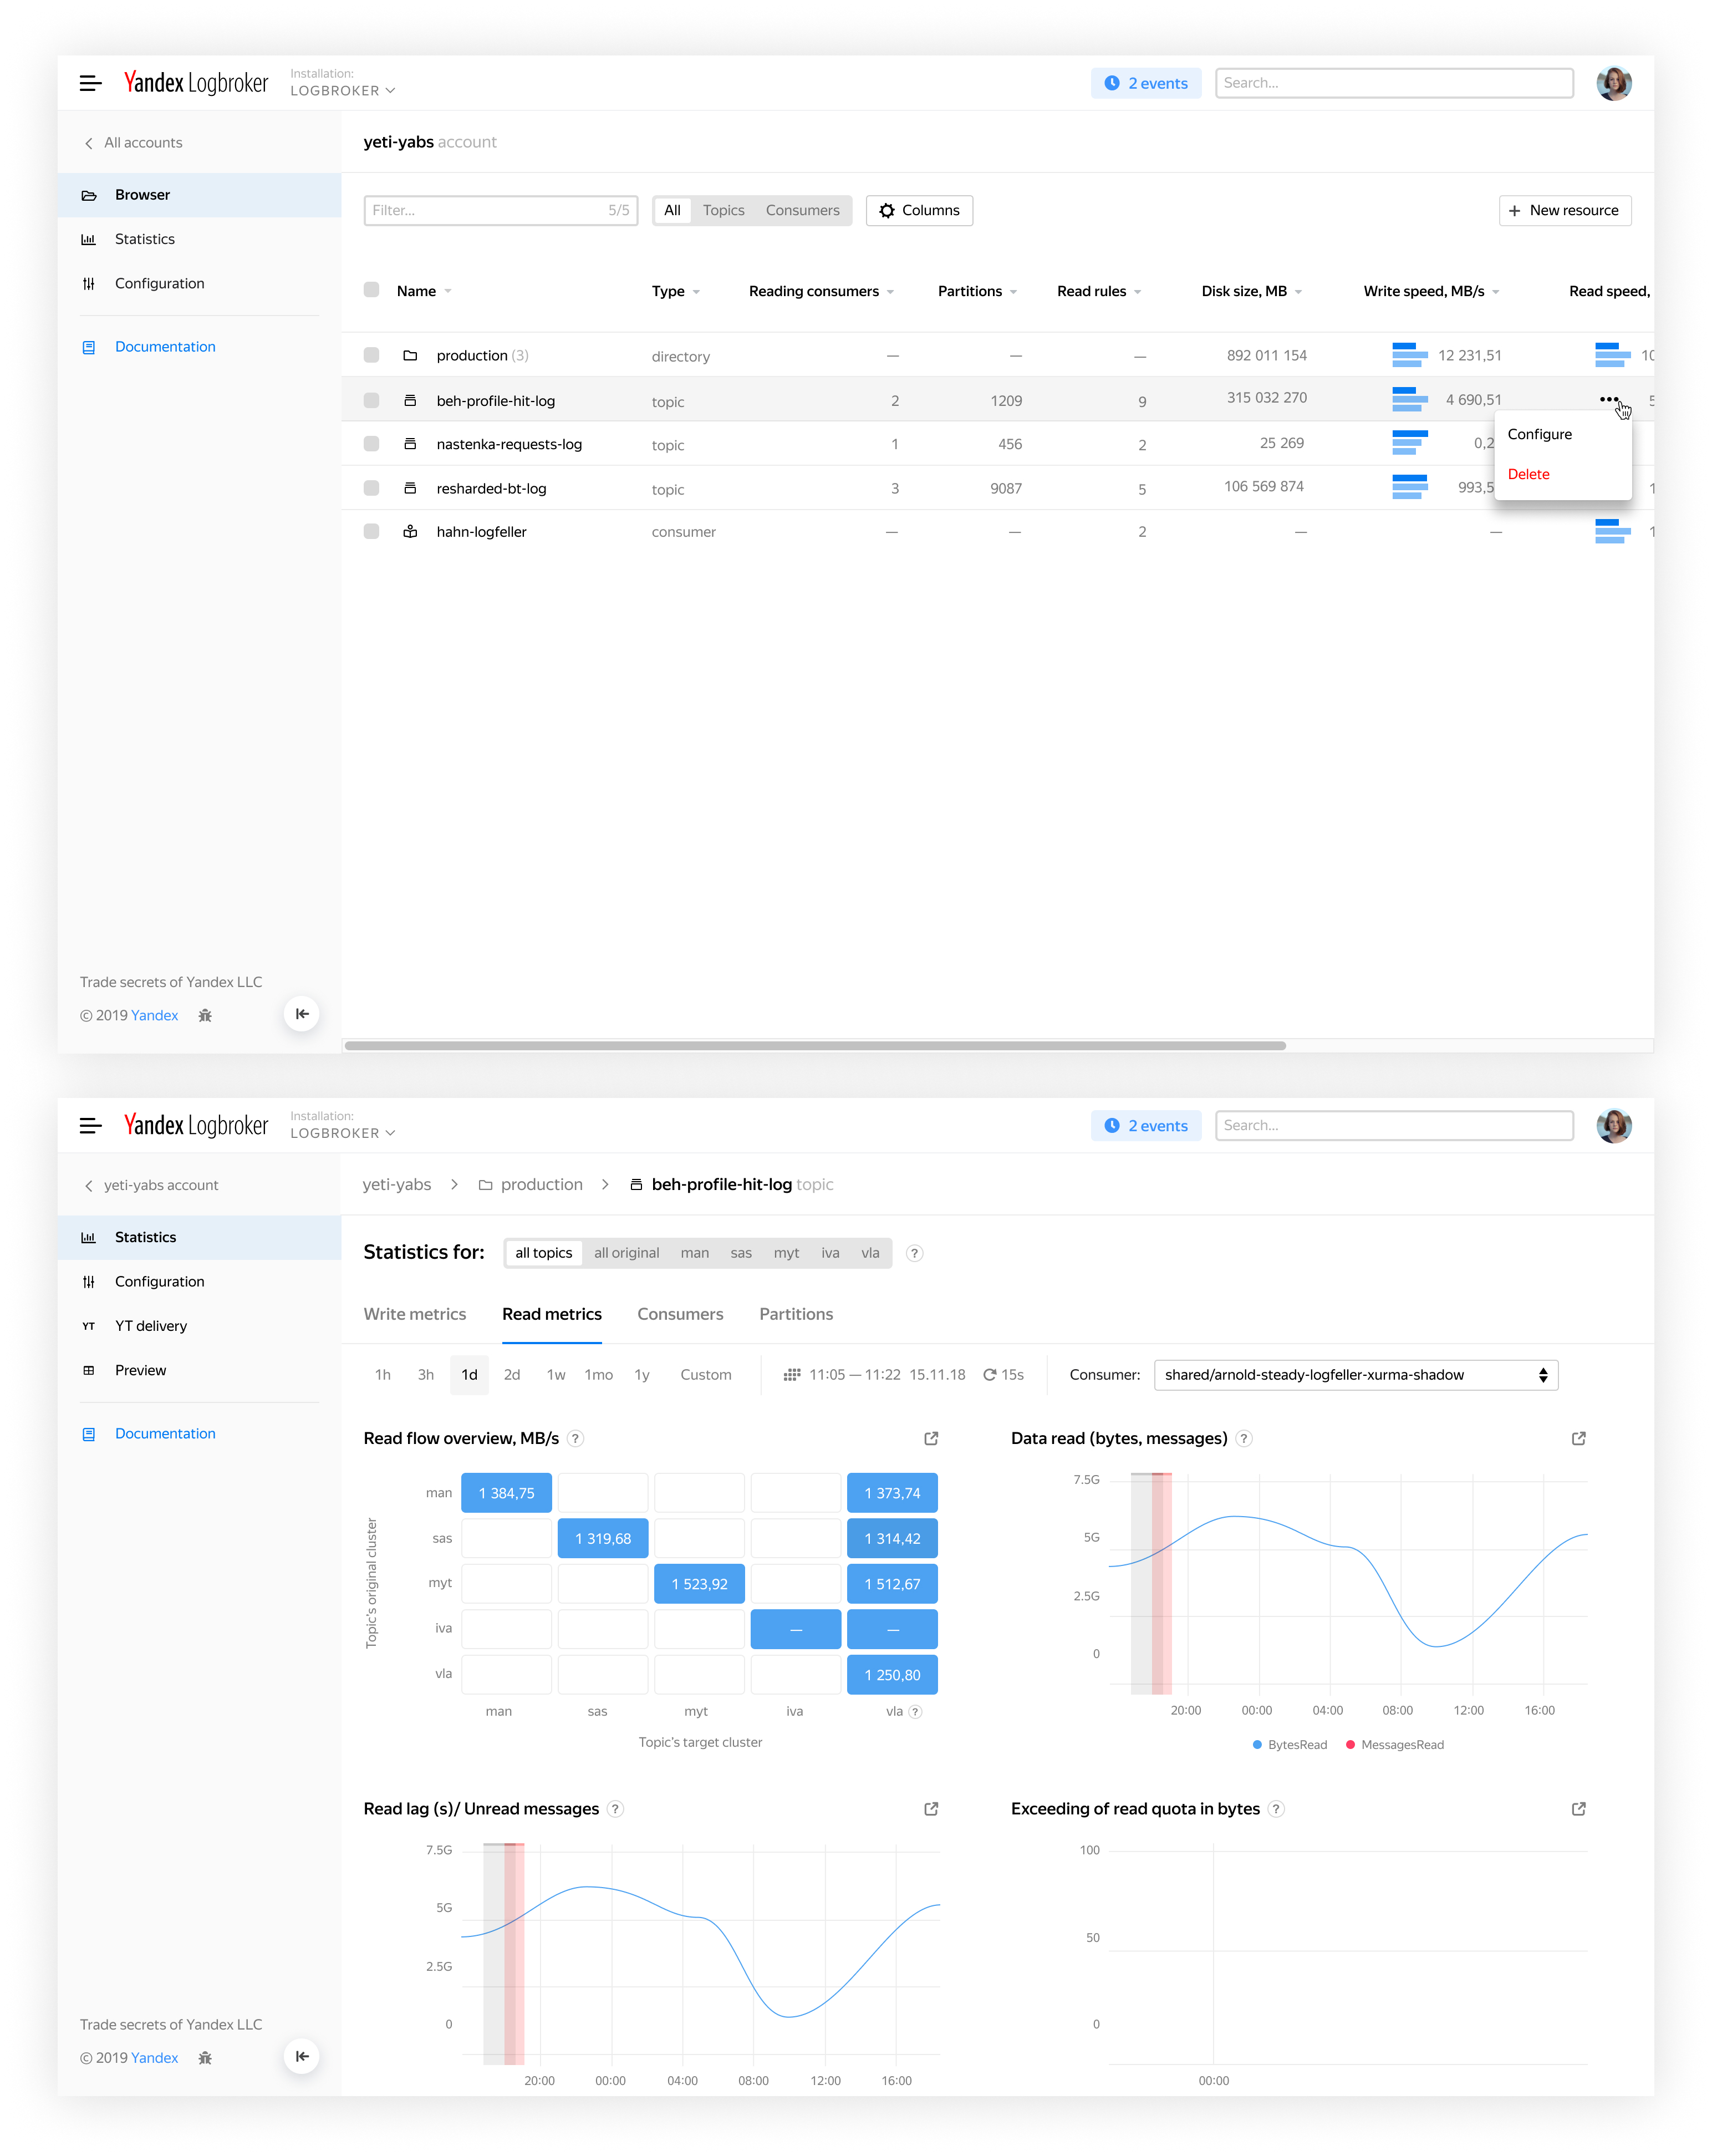 Yandex Logbroker
Installation:
LOGBROKER
2 events
Search...
All accounts
yeti-yabs account
Browser
Statistics
Configuration
Documentation
Filter... 5/5
All Topics Consumers
Columns
+ New resource
Name Type Reading consumers Partitions Read rules Disk size, MB Write speed, MB/s Read speed,
production (3) directory — — — 892 011 154 12 231,51 10
beh-profile-hit-log topic 2 1209 9 315 032 270 4 690,51 5
nastenka-requests-log topic 1 456 2 25 269 0,2
resharded-bt-log topic 3 9087 5 106 569 874 993,5 1
hahn-logfeller consumer — — 2 — — 1
Configure
Delete
Trade secrets of Yandex LLC
© 2019 Yandex
Yandex Logbroker
Installation:
LOGBROKER
2 events
Search...
yeti-yabs account
yeti-yabs > production > beh-profile-hit-log topic
Statistics
Configuration
YT YT delivery
Preview
Documentation
Statistics for: all topics all original man sas myt iva vla ?
Write metrics Read metrics Consumers Partitions
1h 3h 1d 2d 1w 1mo 1y Custom 11:05 — 11:22 15.11.18 15s Consumer: shared/arnold-steady-logfeller-xurma-shadow
Read flow overview, MB/s ?
Topic's original cluster
man 1 384,75 1 373,74
sas 1 319,68 1 314,42
myt 1 523,92 1 512,67
iva — —
vla 1 250,80
man sas myt iva vla ?
Topic's target cluster
Data read (bytes, messages) ?
7.5G
5G
2.5G
0
20:00 00:00 04:00 08:00 12:00 16:00
BytesRead MessagesRead
Read lag (s)/ Unread messages ?
7.5G
5G
2.5G
0
20:00 00:00 04:00 08:00 12:00 16:00
Exceeding of read quota in bytes ?
100
50
0
00:00
Trade secrets of Yandex LLC
© 2019 Yandex